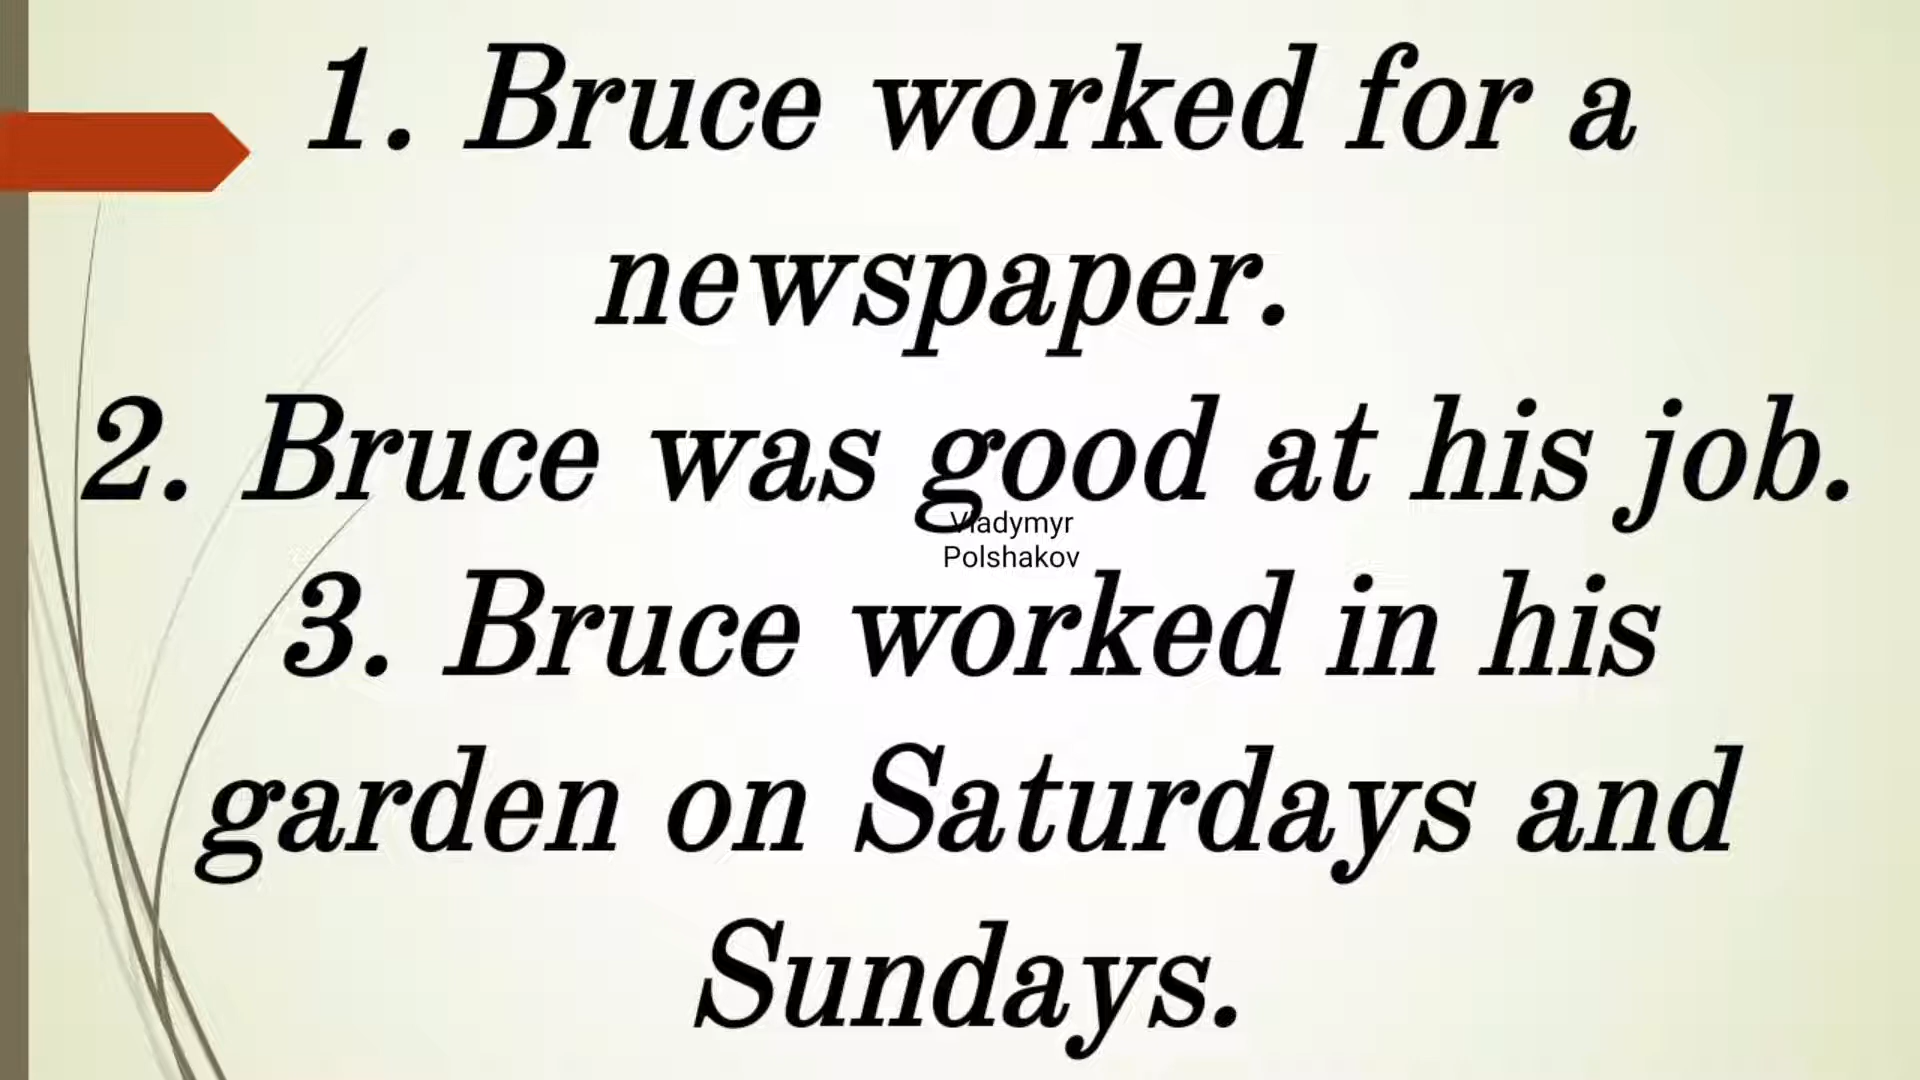 1. Bruce worked for a
newspaper.
2. Bruce was good at his job.
Vladymyr
Polshakov
3. Bruce worked in his
garden on Saturdays and
Sundays.